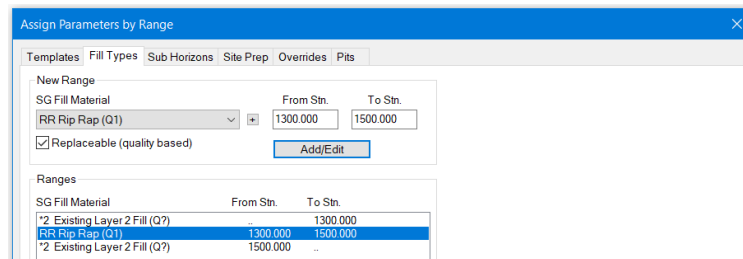 Assign Parameters by Range
Templates Fill Types Sub Horizons Site Prep Overrides Pits
New Range
SG Fill Material From Stn. To Stn.
RR Rip Rap (Q1) + 1300.000 1500.000
Replaceable (quality based)
Add/Edit
Ranges
SG Fill Material From Stn. To Stn.
*2 Existing Layer 2 Fill (Q?) .. 1300.000
RR Rip Rap (Q1) 1300.000 1500.000
*2 Existing Layer 2 Fill (Q?) 1500.000 ..